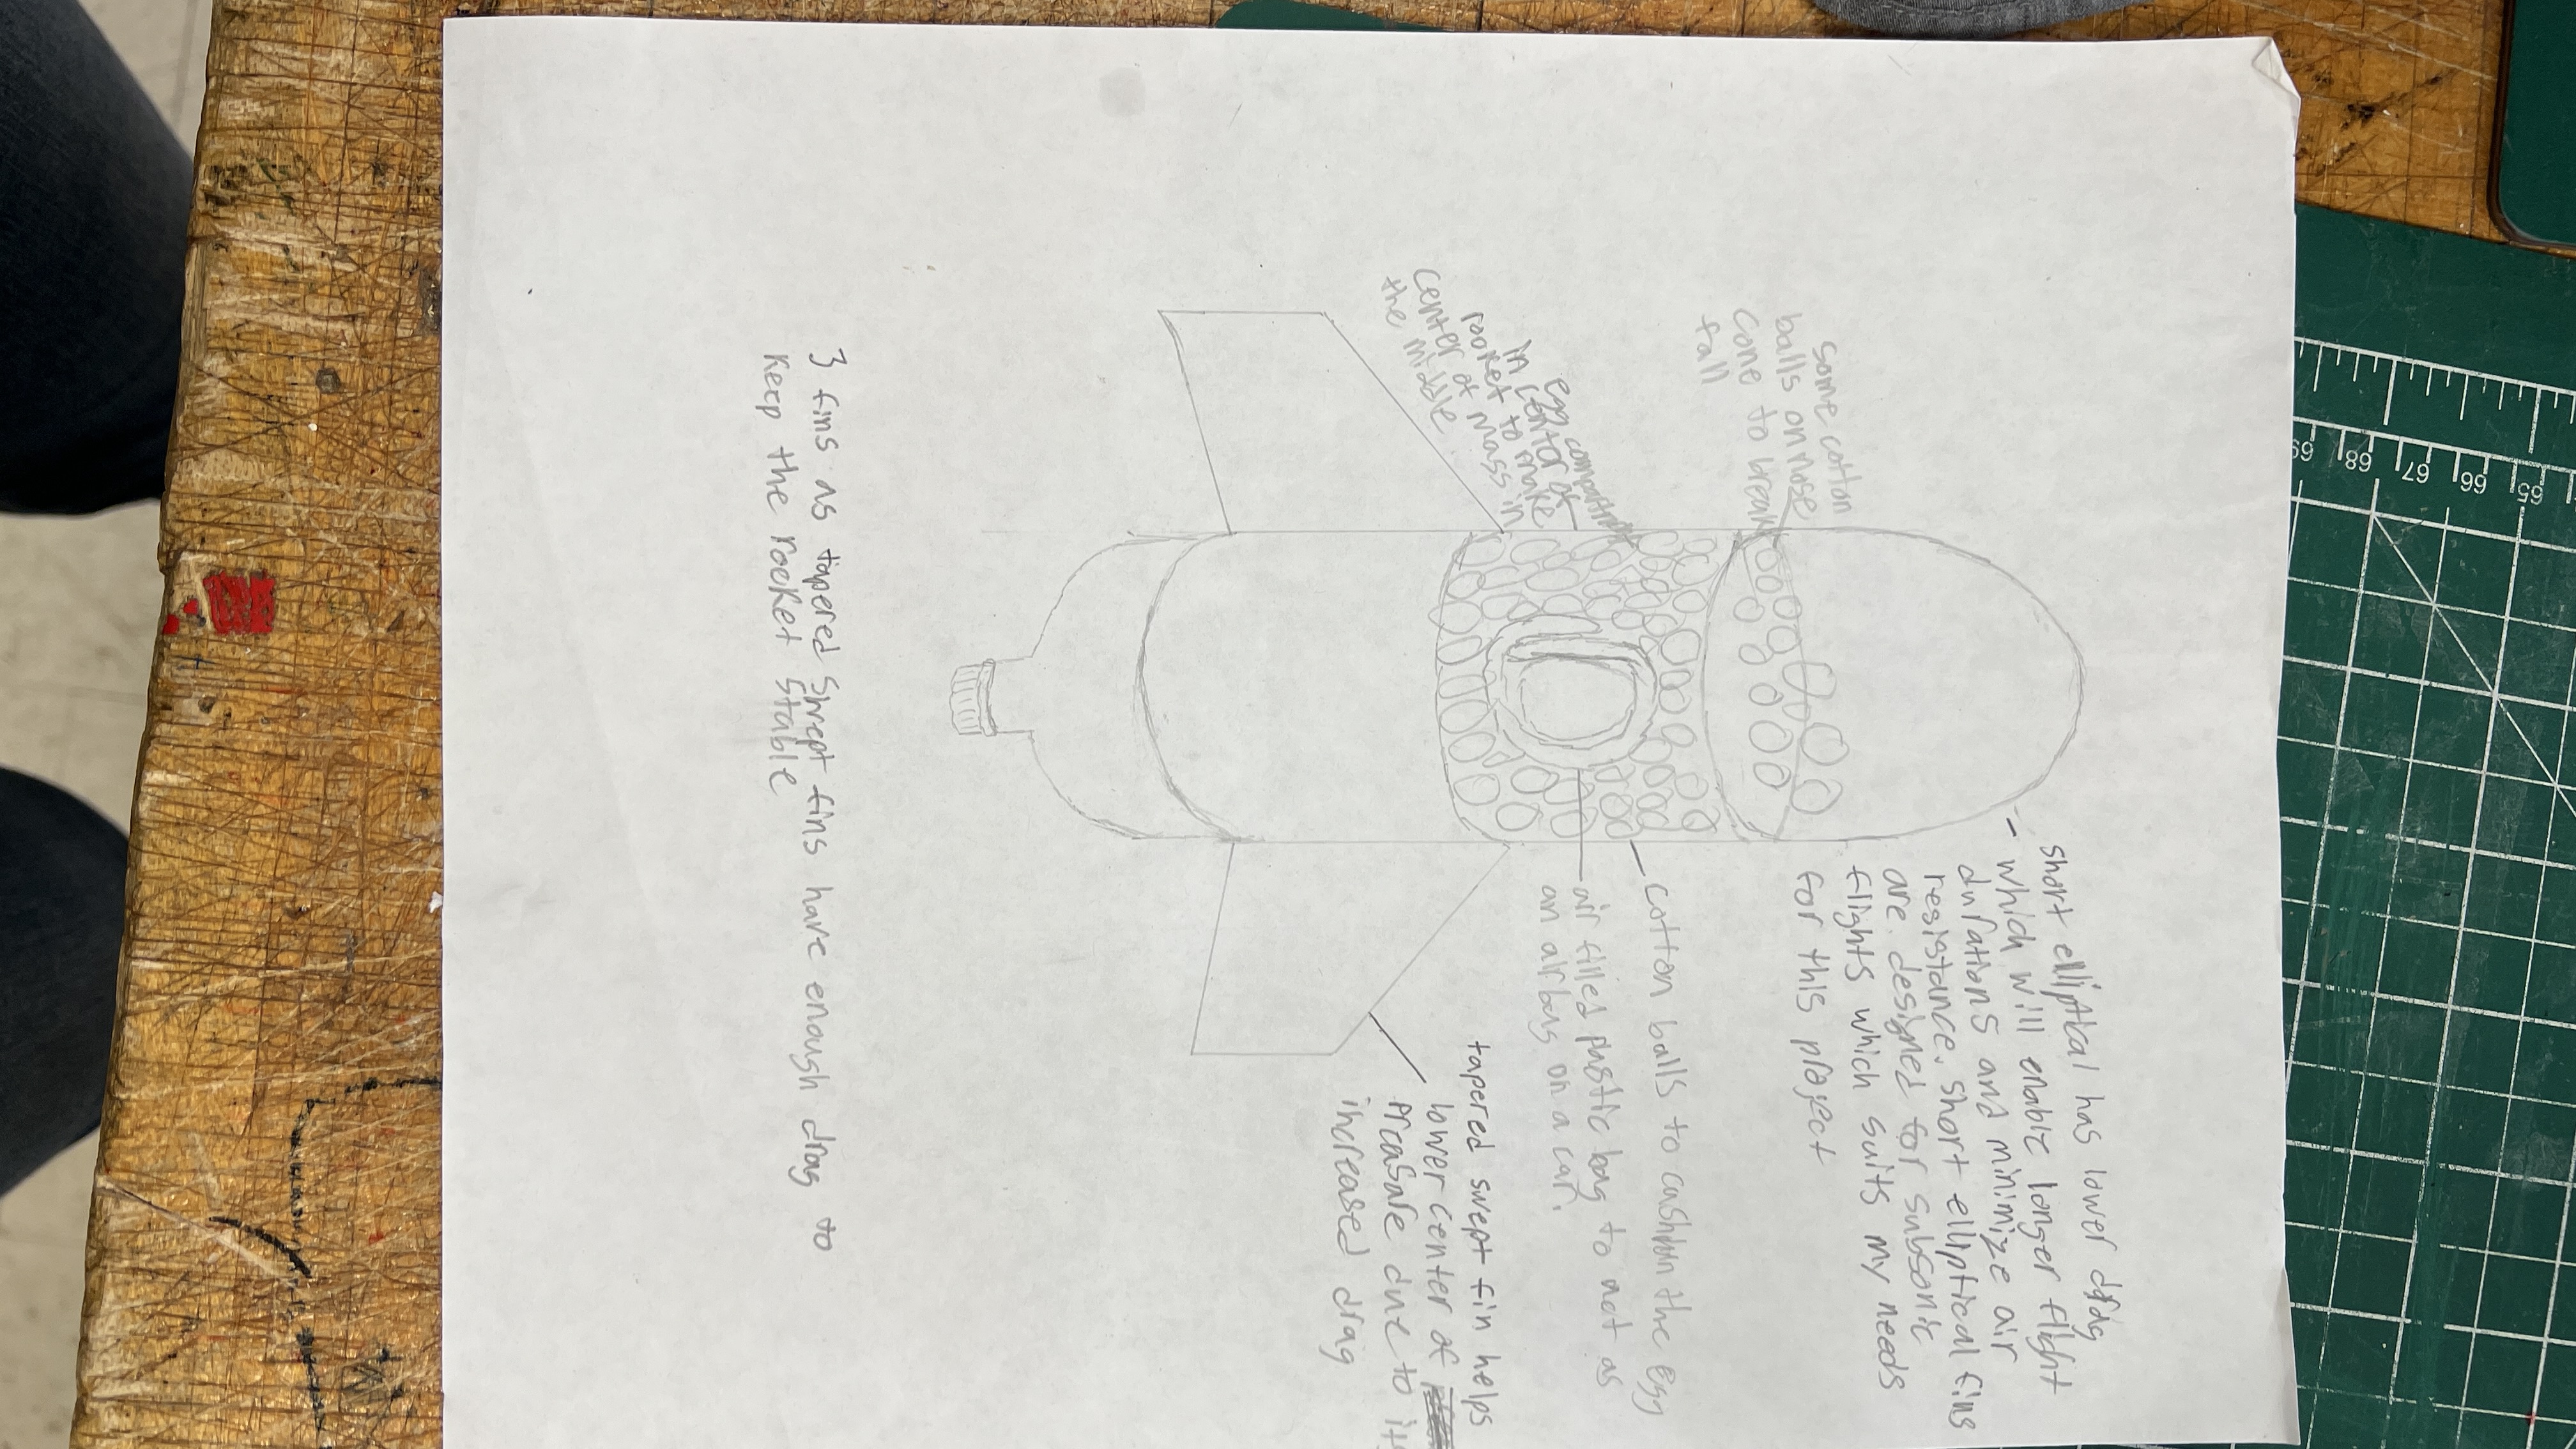 short elliptical has lower drag
– which will enable longer flight
durations and minimize air
resistance. short elliptical fins
are designed for subsonic
flights which suits my needs
for this project
some cotton
balls on nose
cone to break
fall
cotton balls to cushion the egg
air filled plastic bag to act as
an airbag on a car.
egg compartment
in center of
rocket to make
center of mass in
the middle
tapered swept fin helps
lower center of
preasure due to its
increased drag
3 fins as tapered swept fins have enough drag to
keep the rocket stable
65
66
67
68
69